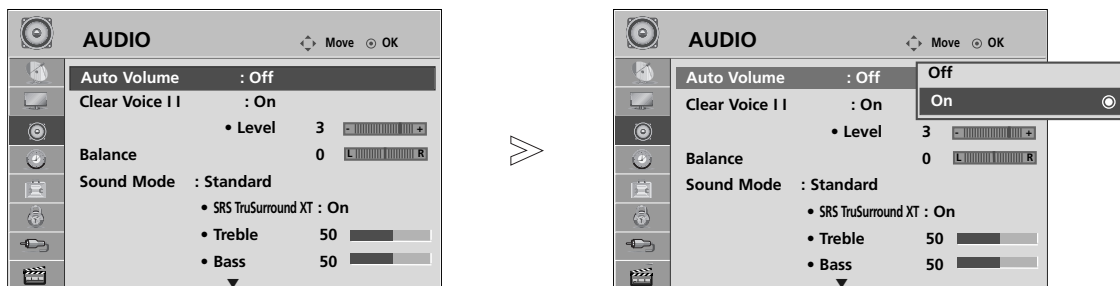 AUDIO
Move OK
Auto Volume : Off
Clear Voice I I : On
• Level 3 - +
Balance 0 L R
Sound Mode : Standard
• SRS TruSurround XT : On
• Treble 50
• Bass 50
AUDIO
Move OK
Auto Volume : Off
Off
On
Clear Voice I I : On
• Level 3 - +
Balance 0 L R
Sound Mode : Standard
• SRS TruSurround XT : On
• Treble 50
• Bass 50